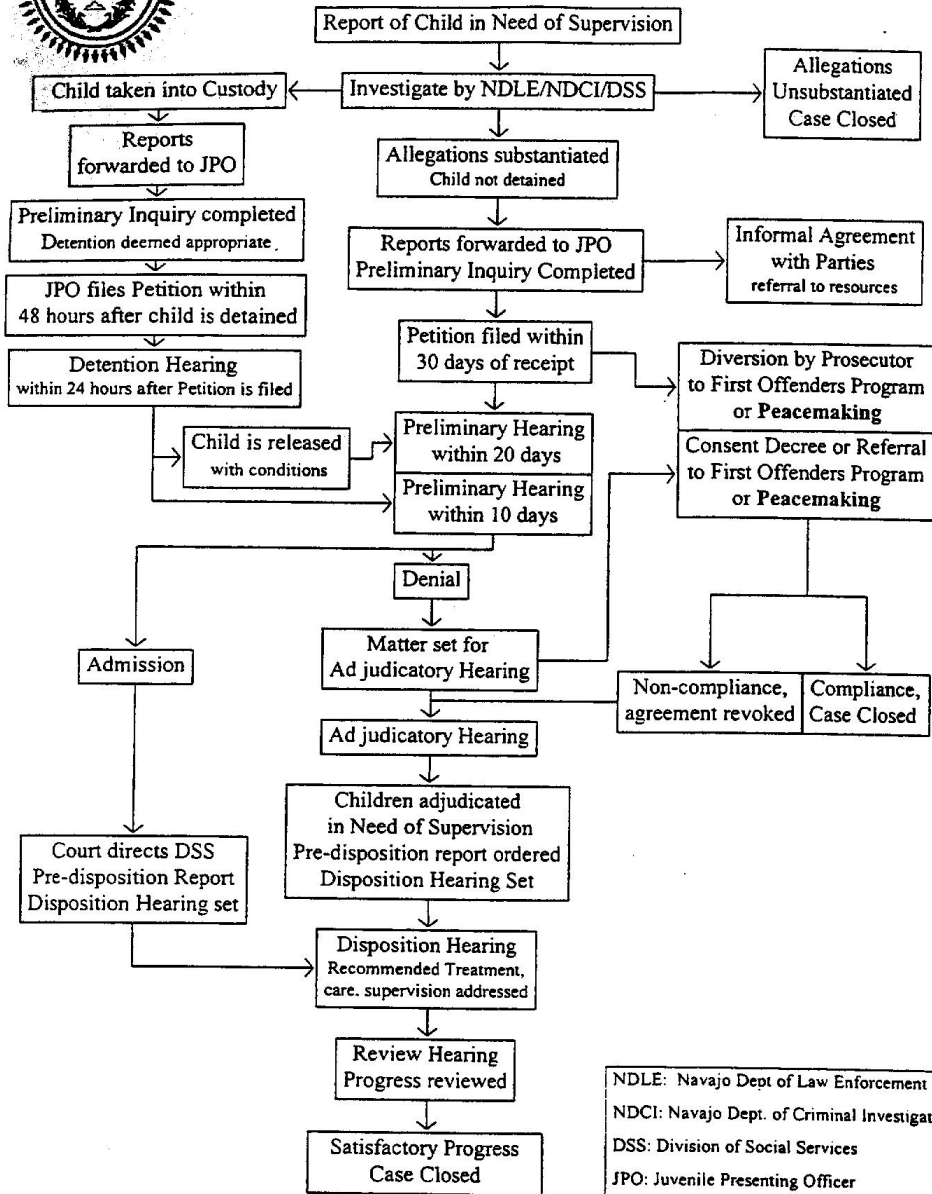 Report of Child in Need of Supervision
Child taken into Custody
Investigate by NDLE/NDCI/DSS
Allegations
Unsubstantiated
Case Closed
Reports
forwarded to JPO
Allegations substantiated
Child not detained
Preliminary Inquiry completed
Detention deemed appropriate
Reports forwarded to JPO
Preliminary Inquiry Completed
Informal Agreement
with Parties
referral to resources
JPO files Petition within
48 hours after child is detained
Petition filed within
30 days of receipt
Detention Hearing
within 24 hours after Petition is filed
Diversion by Prosecutor
to First Offenders Program
or Peacemaking
Child is released
with conditions
Preliminary Hearing
within 20 days
Consent Decree or Referral
to First Offenders Program
or Peacemaking
Preliminary Hearing
within 10 days
Denial
Admission
Matter set for
Ad judicatory Hearing
Non-compliance,
agreement revoked
Compliance,
Case Closed
Ad judicatory Hearing
Children adjudicated
in Need of Supervision
Pre-disposition report ordered
Disposition Hearing Set
Court directs DSS
Pre-disposition Report
Disposition Hearing set
Disposition Hearing
Recommended Treatment,
care. supervision addressed
Review Hearing
Progress reviewed
Satisfactory Progress
Case Closed
NDLE: Navajo Dept of Law Enforcement
NDCI: Navajo Dept. of Criminal Investigat
DSS: Division of Social Services
JPO: Juvenile Presenting Officer